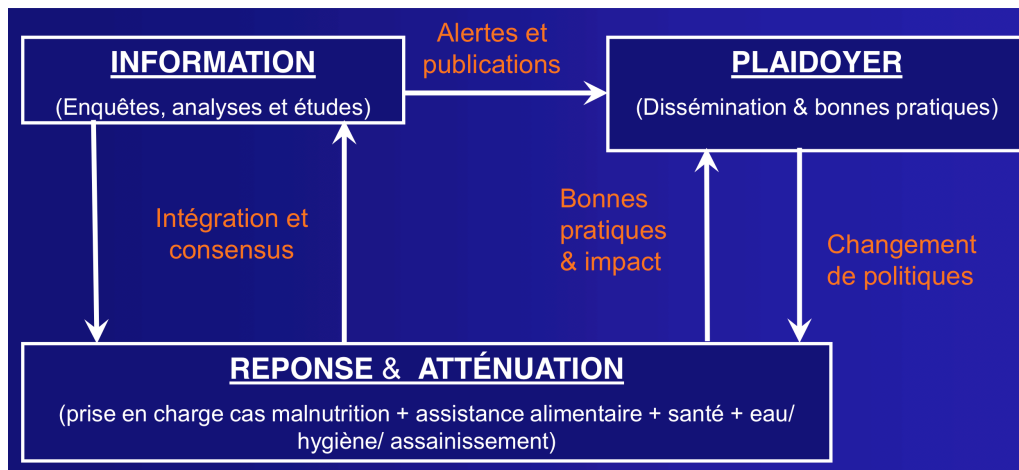 INFORMATION
(Enquêtes, analyses et études)
Alertes et
publications
PLAIDOYER
(Dissémination & bonnes pratiques)
Intégration et
consensus
Bonnes
pratiques
& impact
Changement
de politiques
REPONSE & ATTÉNUATION
(prise en charge cas malnutrition + assistance alimentaire + santé + eau/
hygiène/ assainissement)